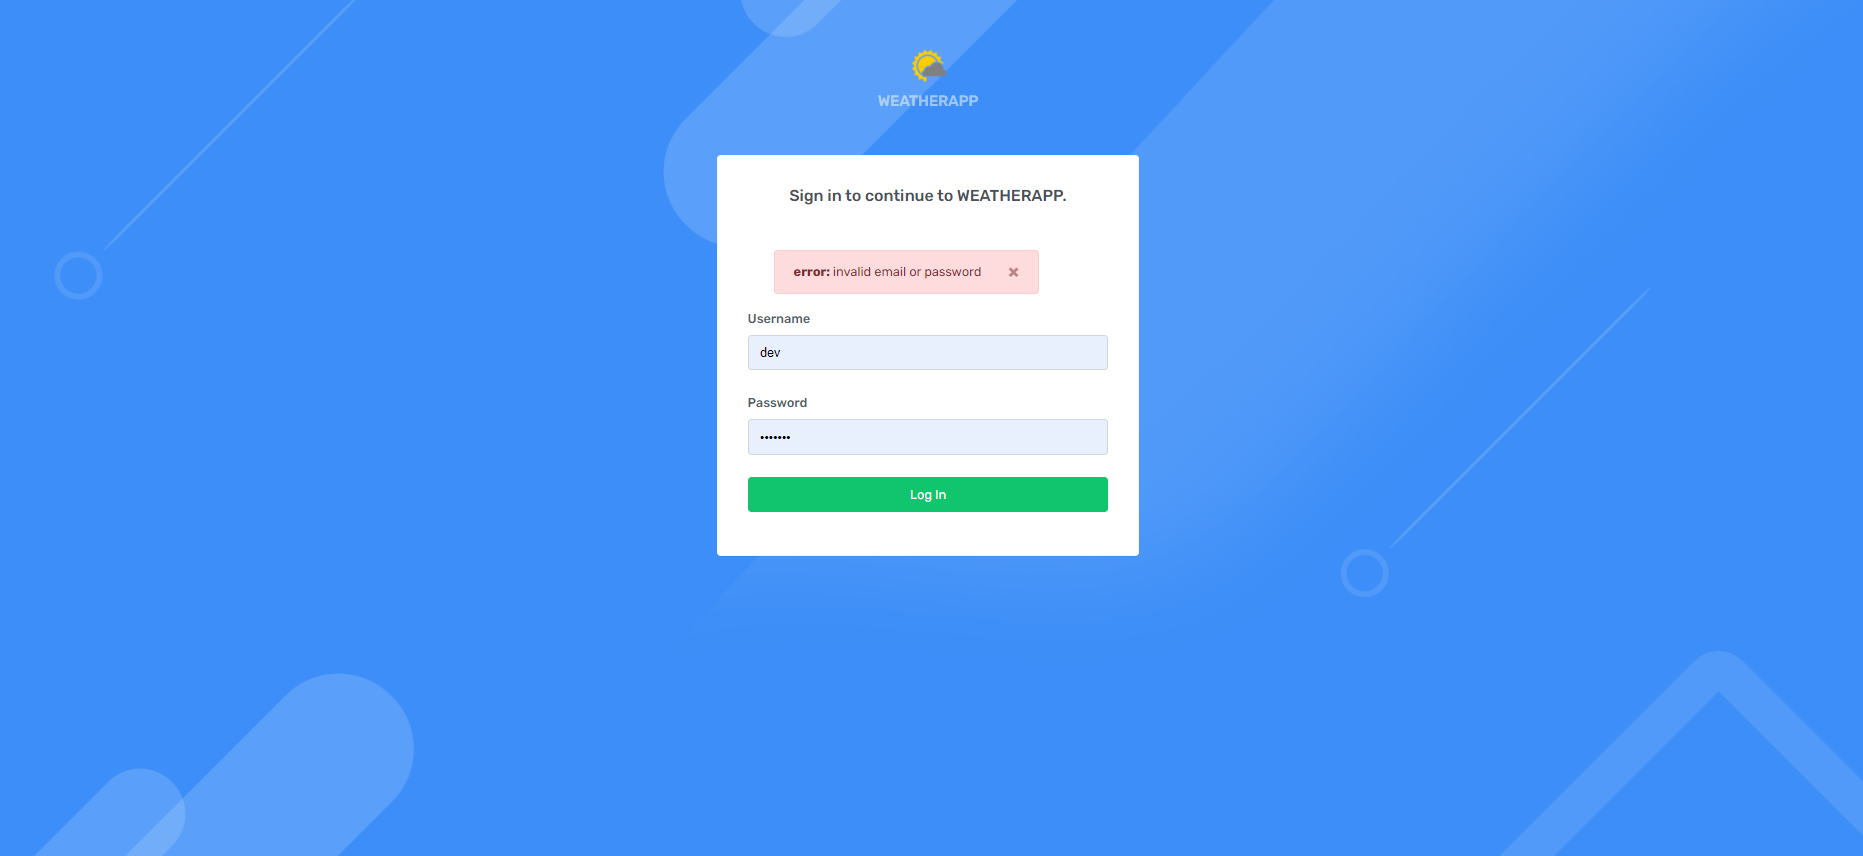 WEATHERAPP
Sign in to continue to WEATHERAPP.
error: invalid email or password ×
Username
dev
Password
•••••••
Log In